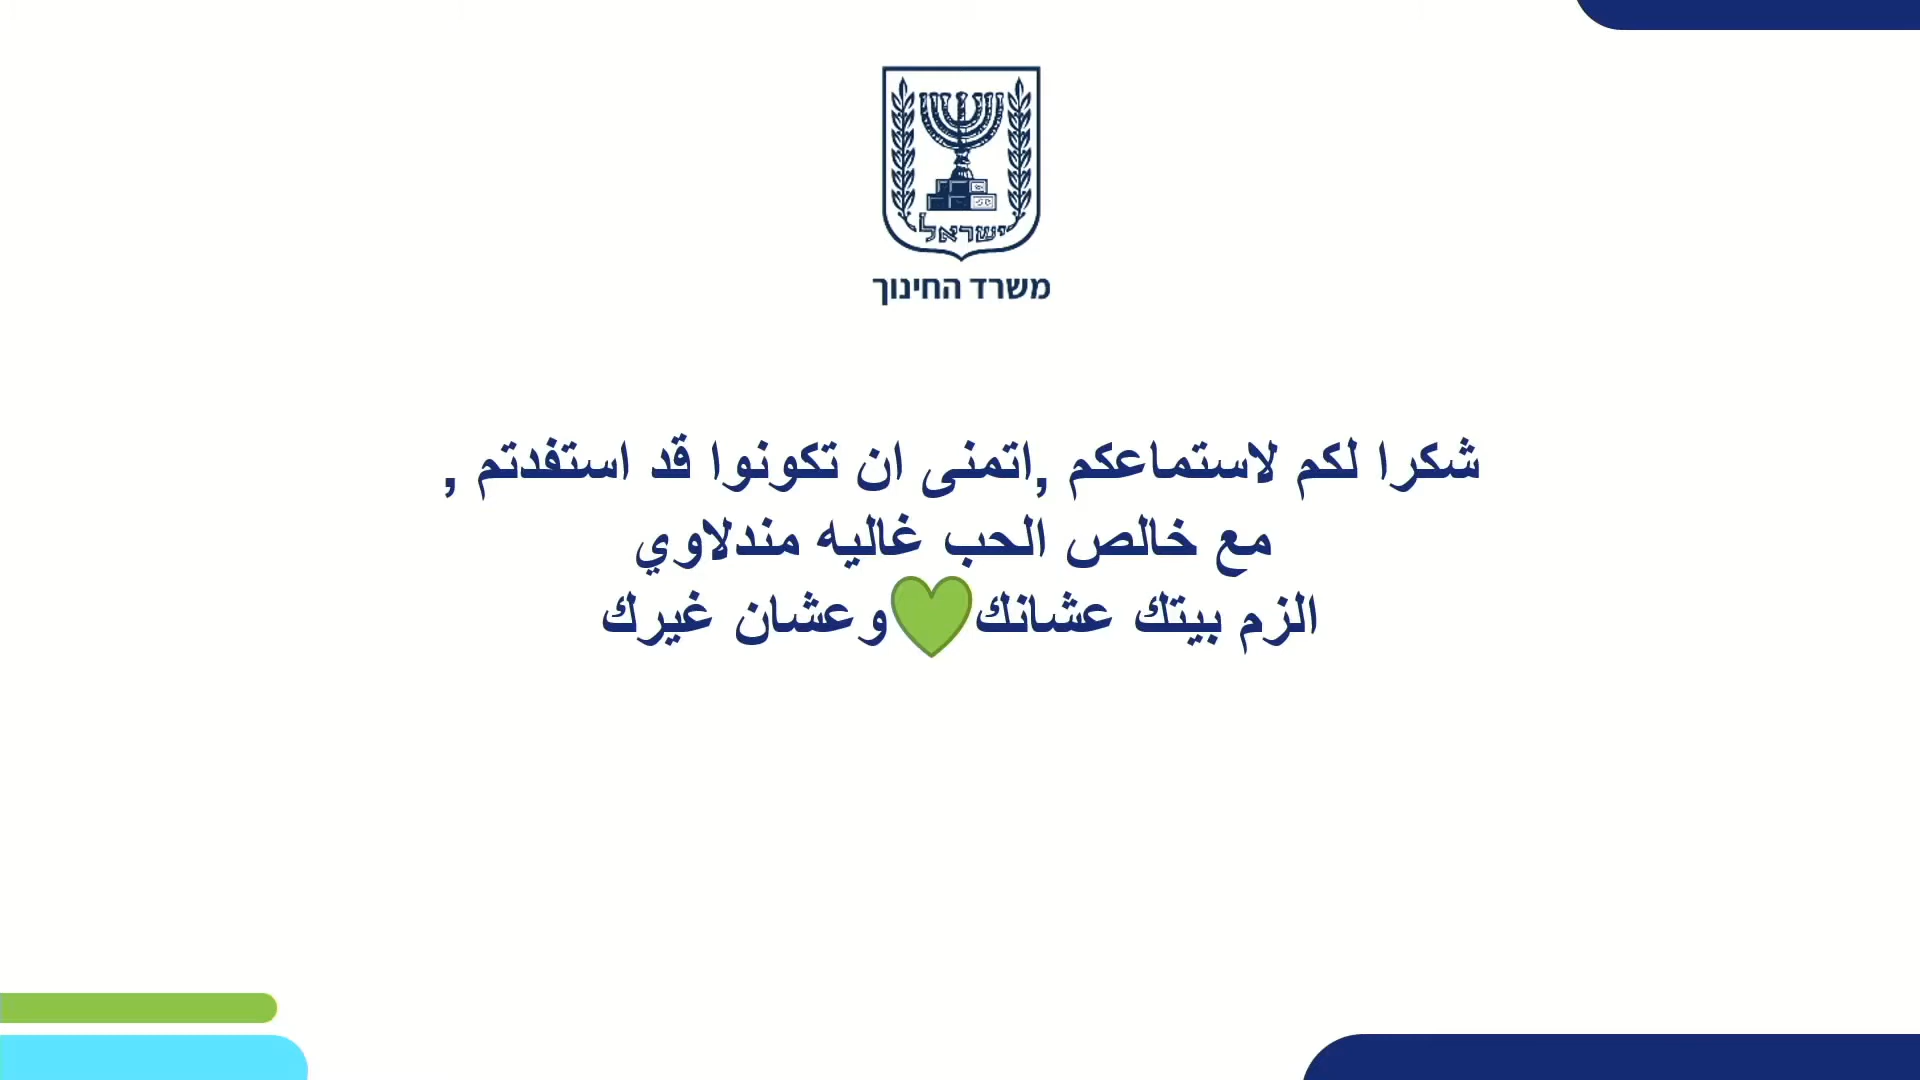 ישראל
משרד החינוך
شكرا لكم لاستماعكم ,اتمنى ان تكونوا قد استفدتم ,
مع خالص الحب غاليه مندلاوي
الزم بيتك عشانك💚وعشان غيرك